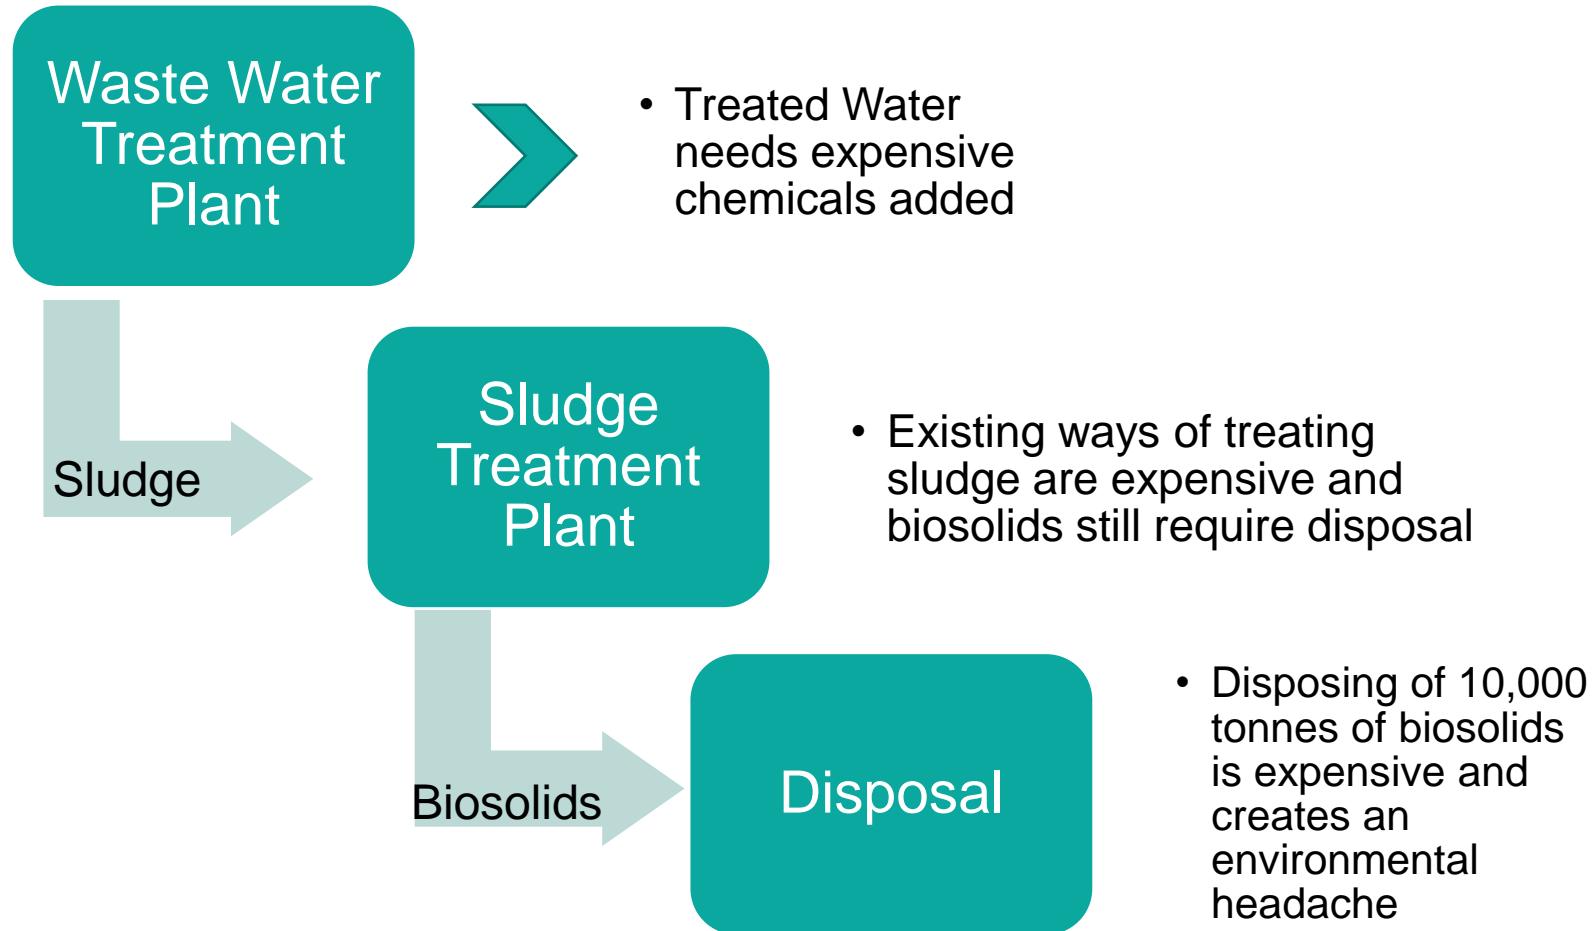 Waste Water
Treatment
Plant
• Treated Water
needs expensive
chemicals added
Sludge
Sludge
Treatment
Plant
• Existing ways of treating
sludge are expensive and
biosolids still require disposal
Biosolids
Disposal
• Disposing of 10,000
tonnes of biosolids
is expensive and
creates an
environmental
headache